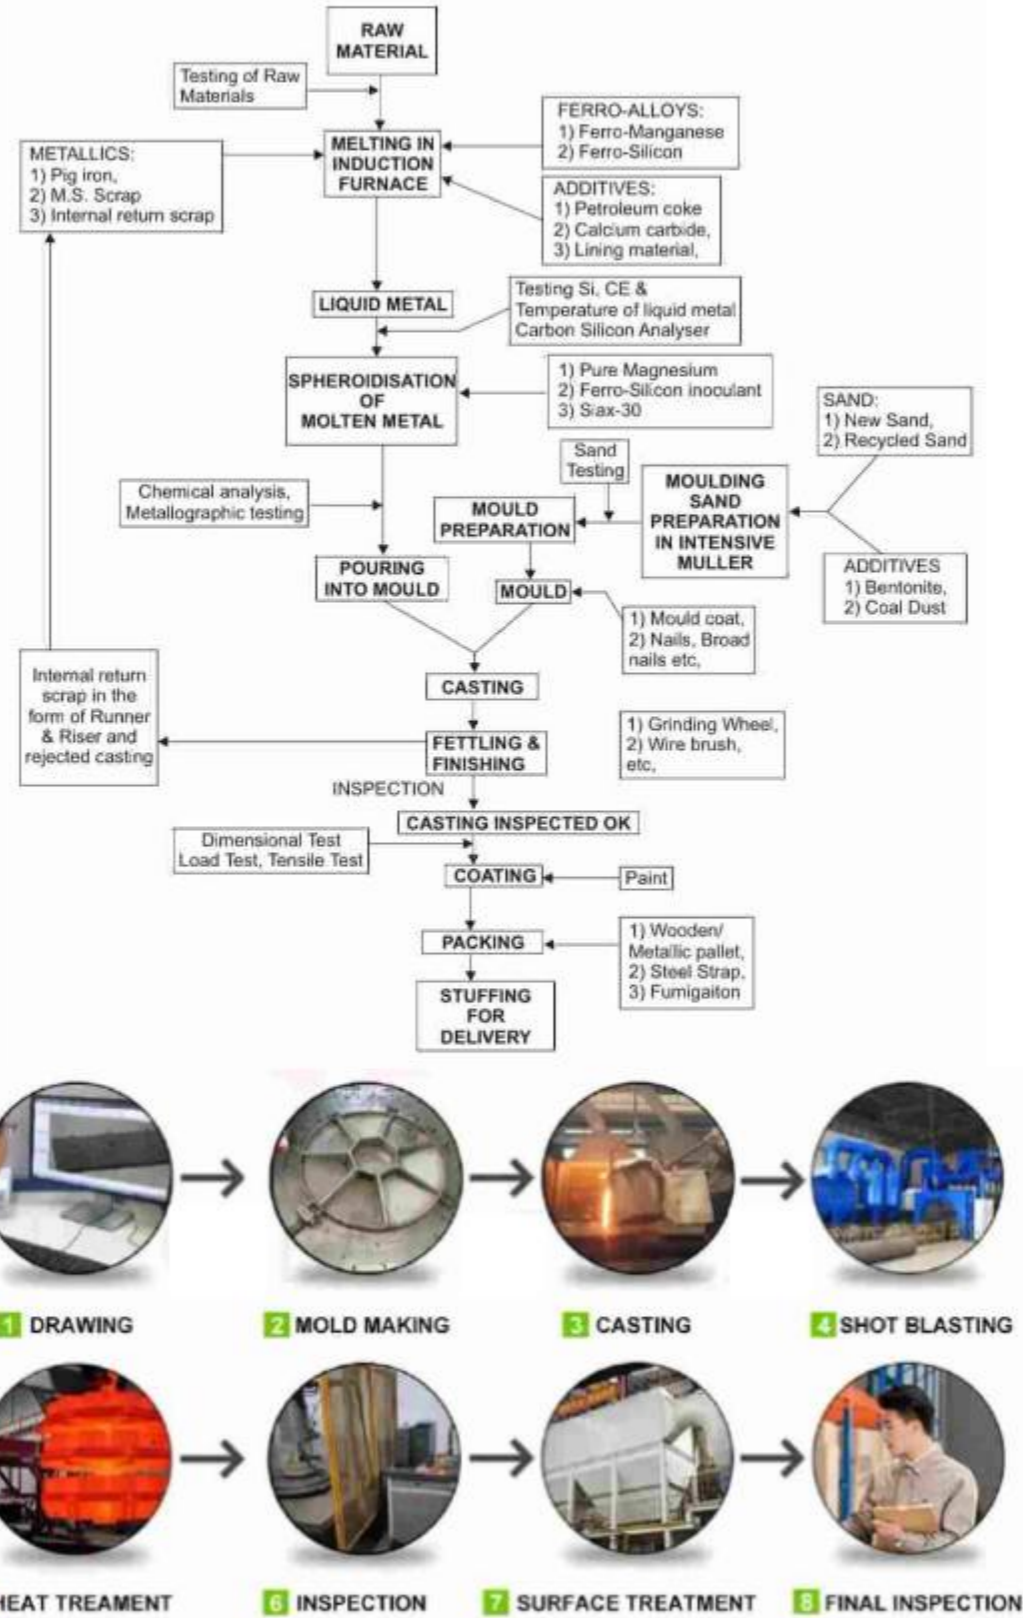 RAW
MATERIAL
Testing of Raw
Materials
FERRO-ALLOYS:
1) Ferro-Manganese
2) Ferro-Silicon
METALLICS:
1) Pig iron,
2) M.S. Scrap
3) Internal return scrap
MELTING IN
INDUCTION
FURNACE
ADDITIVES:
1) Petroleum coke
2) Calcium carbide,
3) Lining material,
LIQUID METAL
Testing Si, CE &
Temperature of liquid metal
Carbon Silicon Analyser
SPHEROIDISATION
OF
MOLTEN METAL
1) Pure Magnesium
2) Ferro-Silicon inoculant
3) Slax-30
SAND:
1) New Sand,
2) Recycled Sand
Sand
Testing
MOULDING
SAND
PREPARATION
IN INTENSIVE
MULLER
Chemical analysis,
Metallographic testing
MOULD
PREPARATION
ADDITIVES
1) Bentonite,
2) Coal Dust
POURING
INTO MOULD
MOULD
1) Mould coat,
2) Nails, Broad
nails etc,
Internal return
scrap in the
form of Runner
& Riser and
rejected casting
CASTING
1) Grinding Wheel,
2) Wire brush,
etc,
FETTLING &
FINISHING
INSPECTION
CASTING INSPECTED OK
Dimensional Test
Load Test, Tensile Test
COATING
Paint
PACKING
1) Wooden/
Metallic pallet,
2) Steel Strap,
3) Fumigaiton
STUFFING
FOR
DELIVERY
1 DRAWING
2 MOLD MAKING
3 CASTING
4 SHOT BLASTING
HEAT TREAMENT
6 INSPECTION
7 SURFACE TREATMENT
8 FINAL INSPECTION